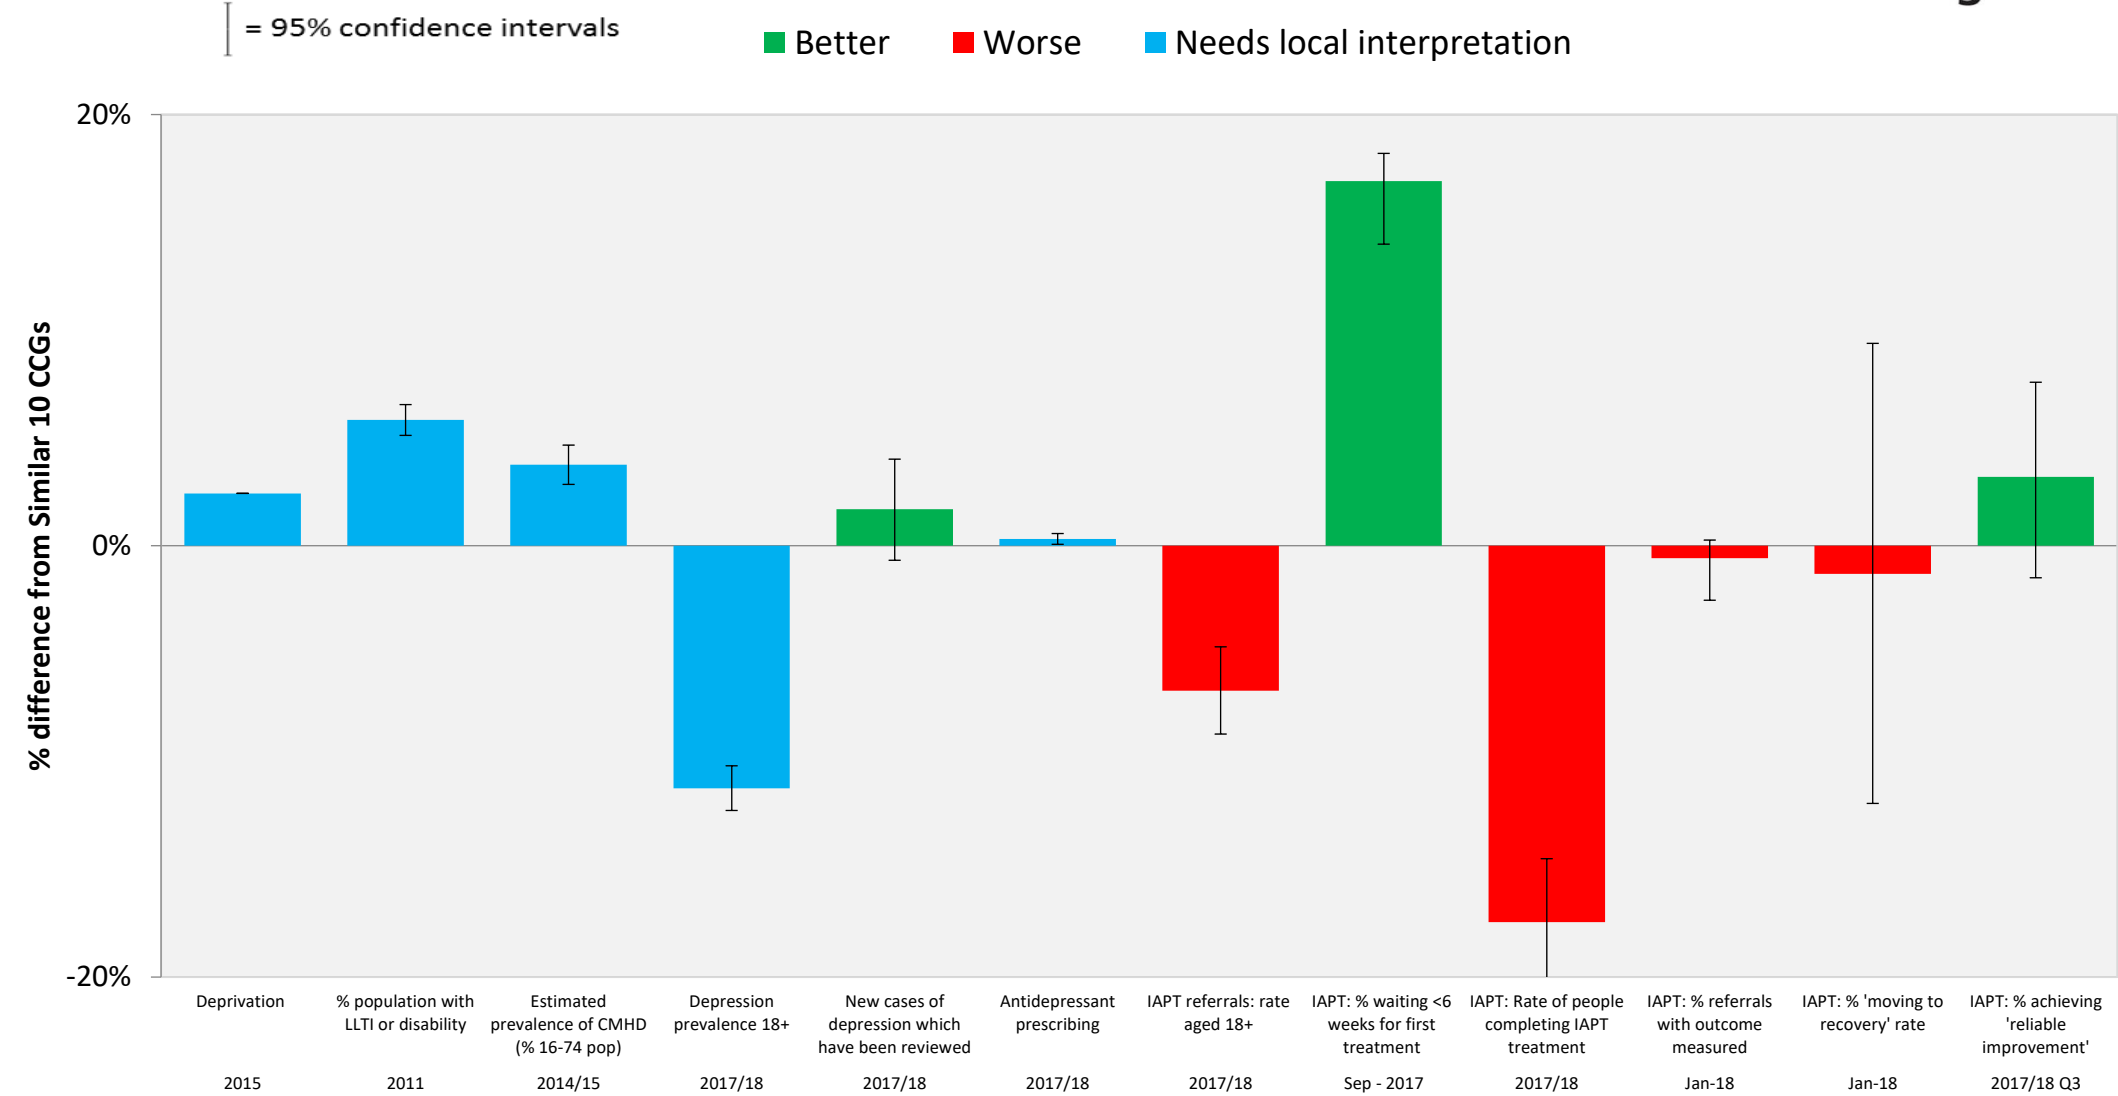 = 95% confidence intervals
Better Worse Needs local interpretation
% difference from Similar 10 CCGs
20%
0%
-20%
Deprivation
2015
% population with
LLTI or disability
2011
Estimated
prevalence of CMHD
(% 16-74 pop)
2014/15
Depression
prevalence 18+
2017/18
New cases of
depression which
have been reviewed
2017/18
Antidepressant
prescribing
2017/18
IAPT referrals: rate
aged 18+
2017/18
IAPT: % waiting <6
weeks for first
treatment
Sep - 2017
IAPT: Rate of people
completing IAPT
treatment
2017/18
IAPT: % referrals
with outcome
measured
Jan-18
IAPT: % 'moving to
recovery' rate
Jan-18
IAPT: % achieving
'reliable
improvement'
2017/18 Q3